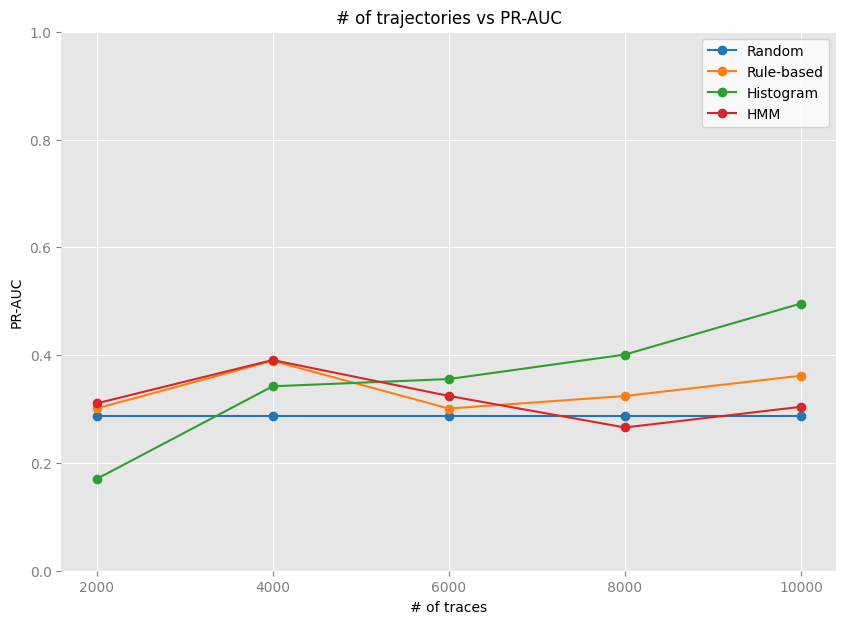 # of trajectories vs PR-AUC
Random
Rule-based
Histogram
HMM
1.0
0.8
0.6
0.4
0.2
0.0
PR-AUC
2000 4000 6000 8000 10000
# of traces